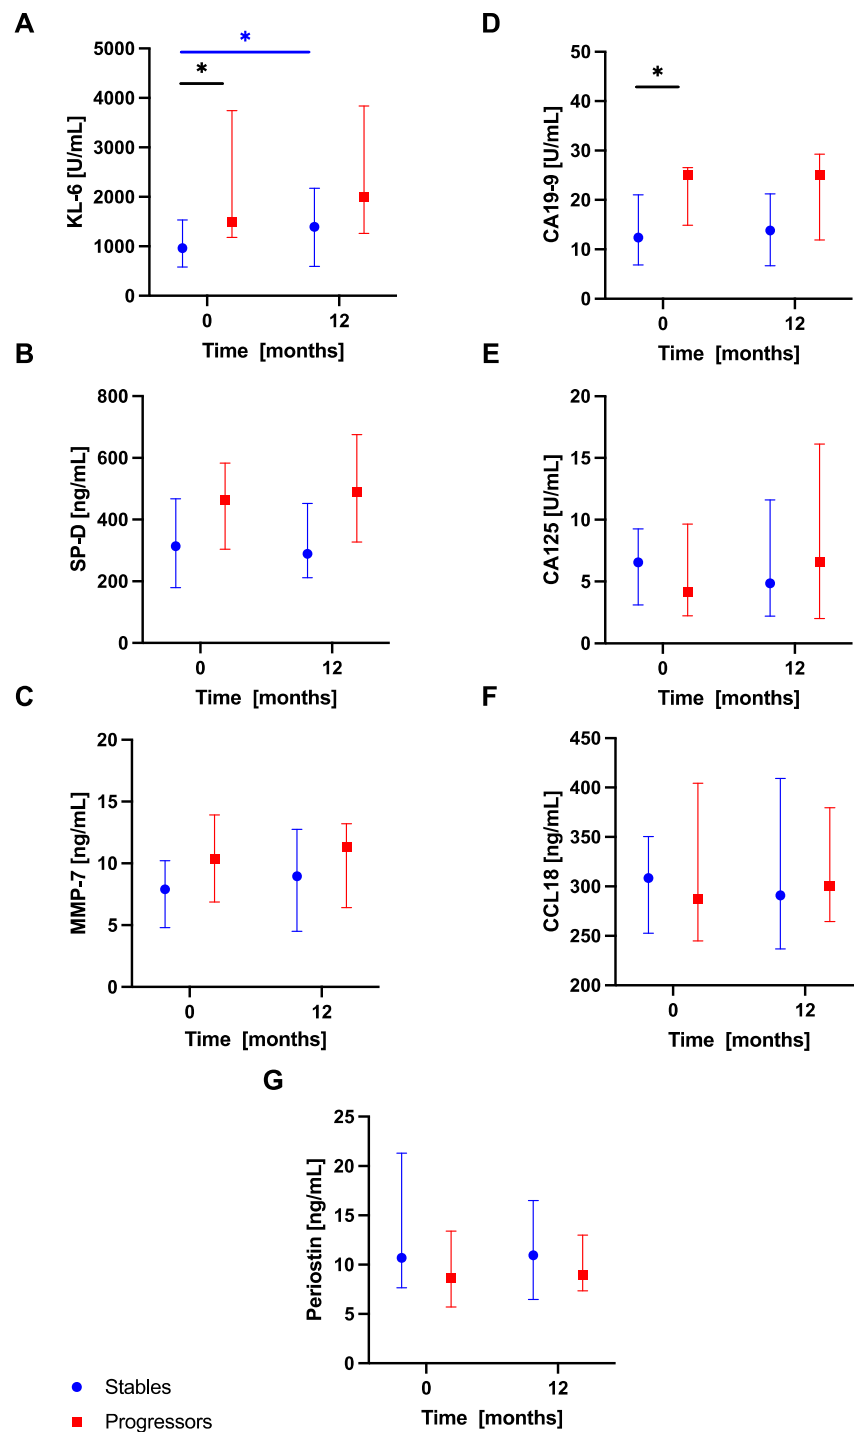 A
KL-6 [U/mL]
5000
4000
3000
2000
1000
0
*
*
0 12
Time [months]
D
CA19-9 [U/mL]
50
40
30
20
10
0
*
0 12
Time [months]
B
SP-D [ng/mL]
800
600
400
200
0
0 12
Time [months]
E
CA125 [U/mL]
20
15
10
5
0
0 12
Time [months]
C
MMP-7 [ng/mL]
20
15
10
5
0
0 12
Time [months]
F
CCL18 [ng/mL]
450
400
350
300
250
200
0 12
Time [months]
G
Periostin [ng/mL]
25
20
15
10
5
0
0 12
Time [months]
Stables
Progressors